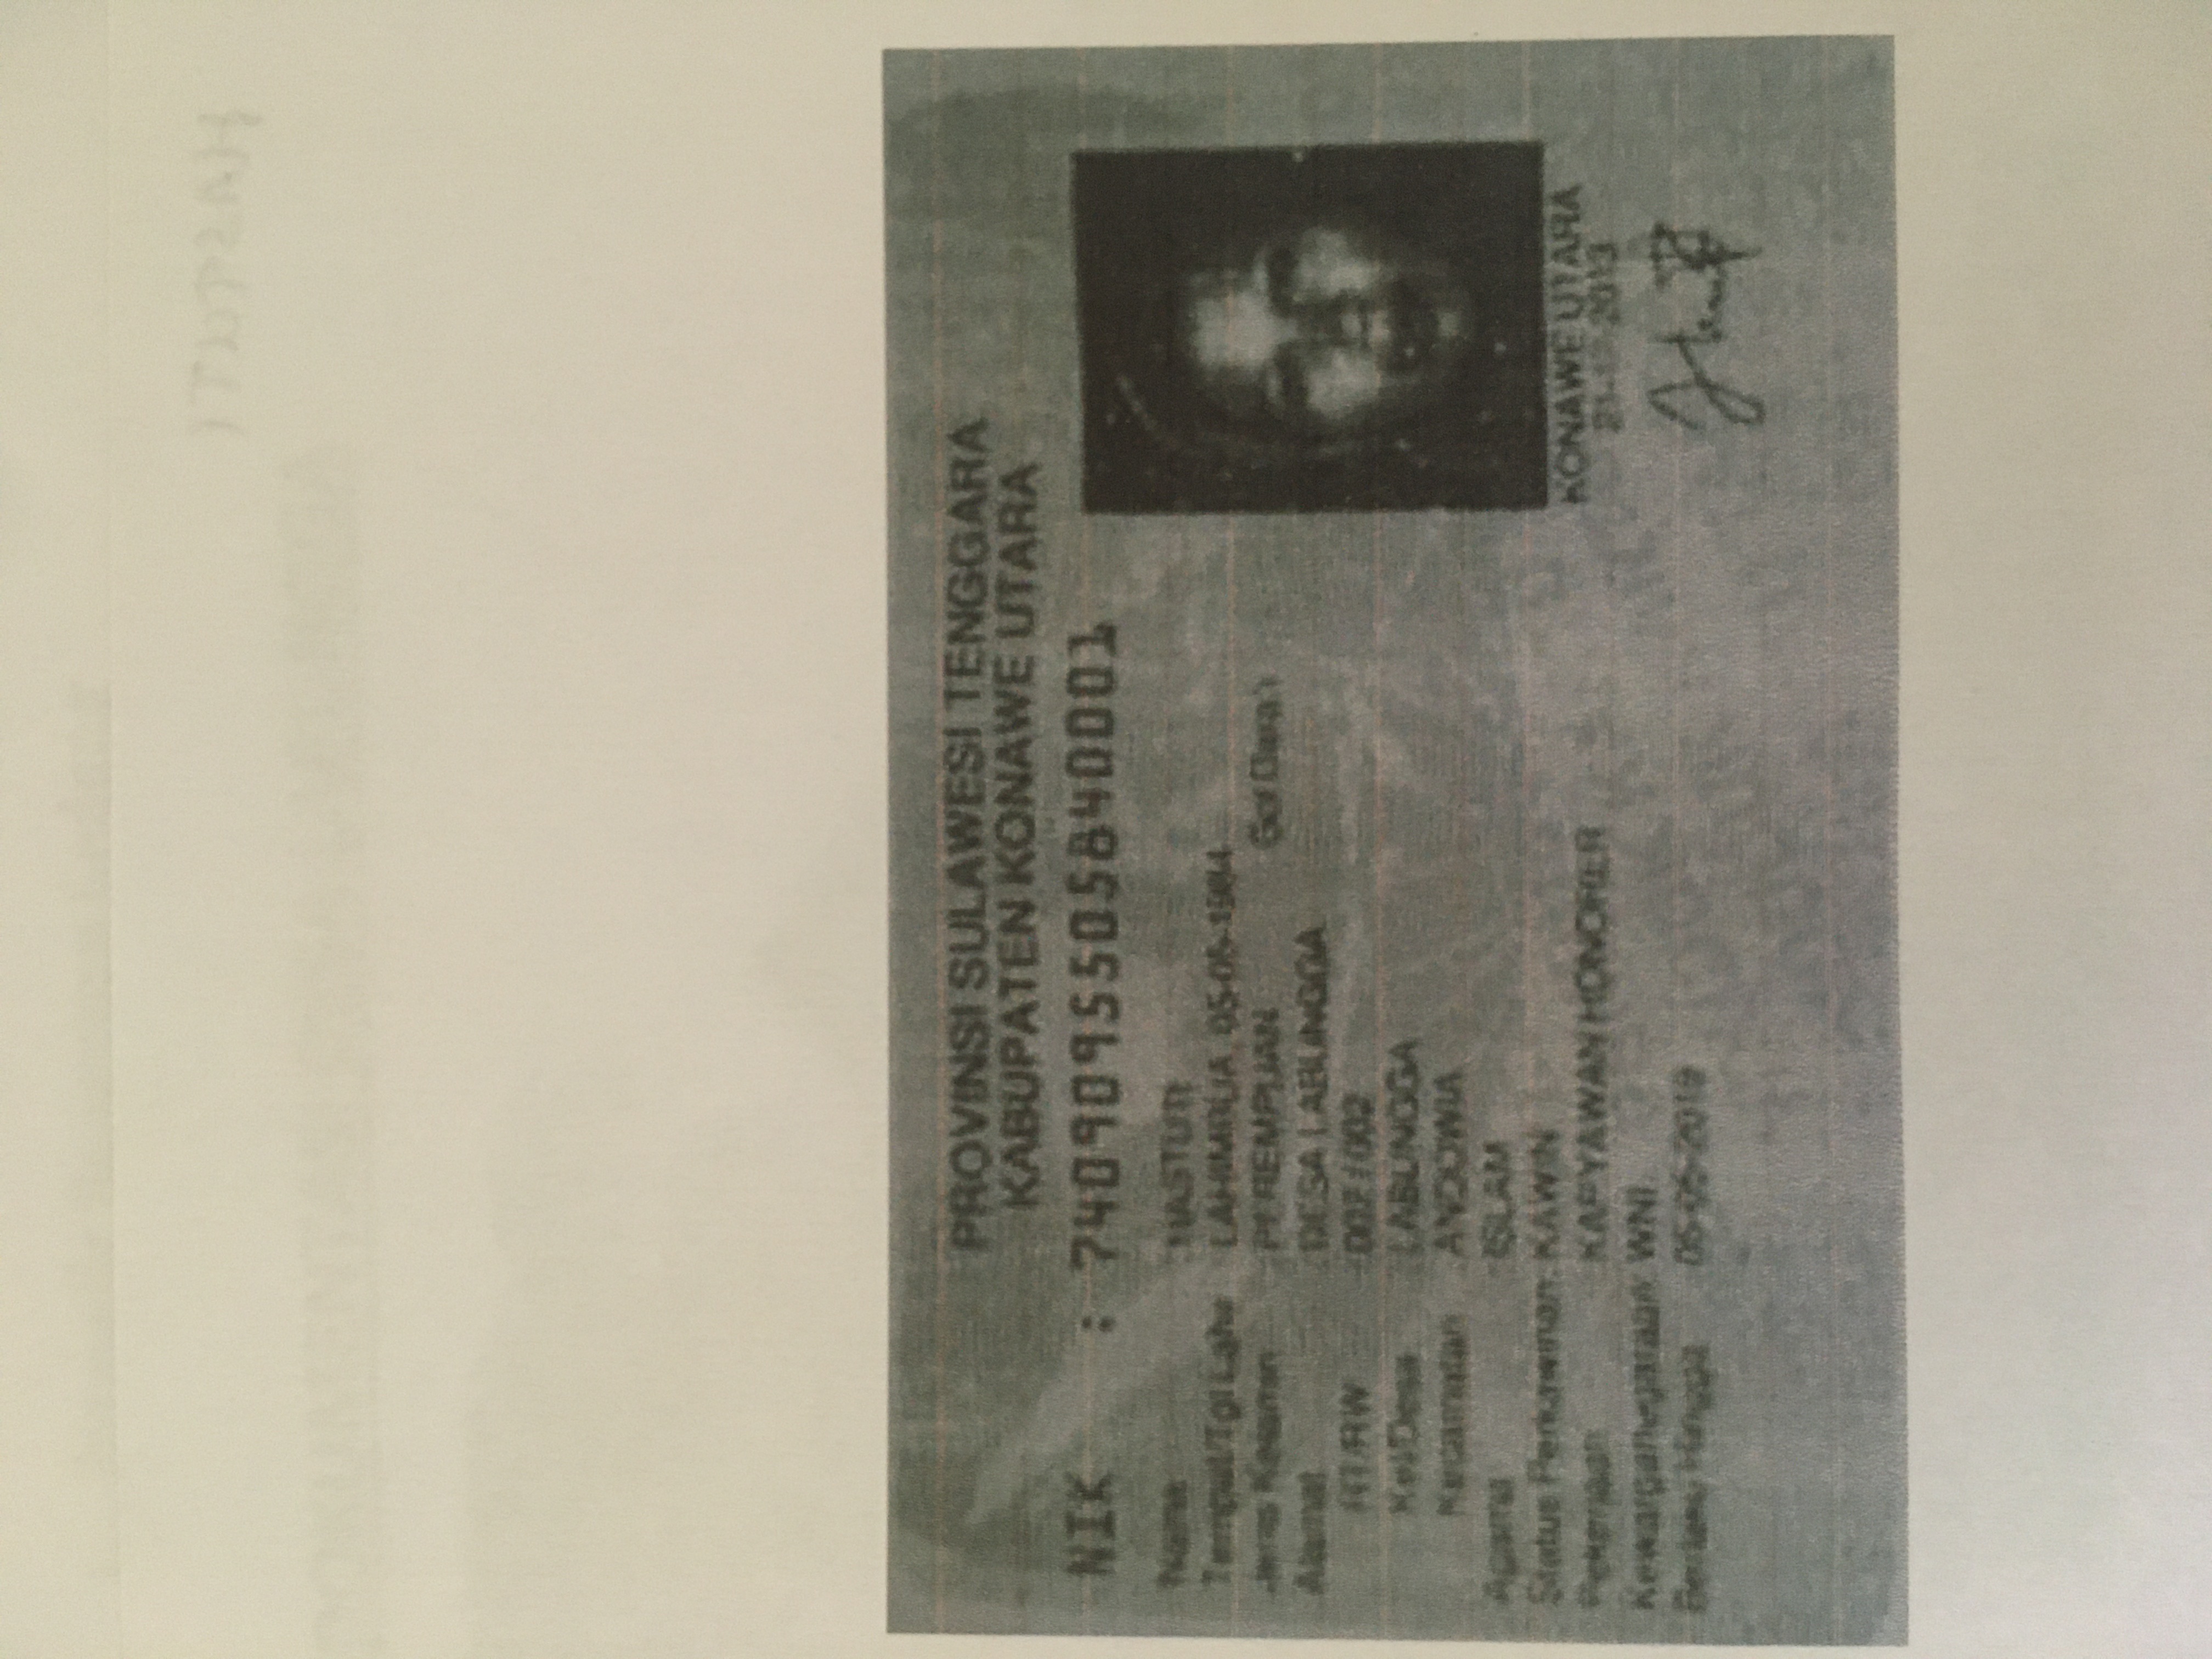 HASTUTI
PROVINSI SULAWESI TENGGARA
KABUPATEN KONAWE UTARA
NIK : 7409095505840001
Nama : HASTUTI
Tempat/Tgl Lahir : LAHIMBUA, 05-05-1984
Jenis Kelamin : PEREMPUAN Gol Darah
Alamat : DESA LABUNGGA
RT/RW : 002 / 002
Kel/Desa : LABUNGGA
Kecamatan : ANDOWIA
Agama : ISLAM
Status Perkawinan: KAWIN
Pekerjaan : KARYAWAN HONORER
Kewarganegaraan: WNI
Berlaku Hingga : 05-05-2019
KONAWE UTARA
2013